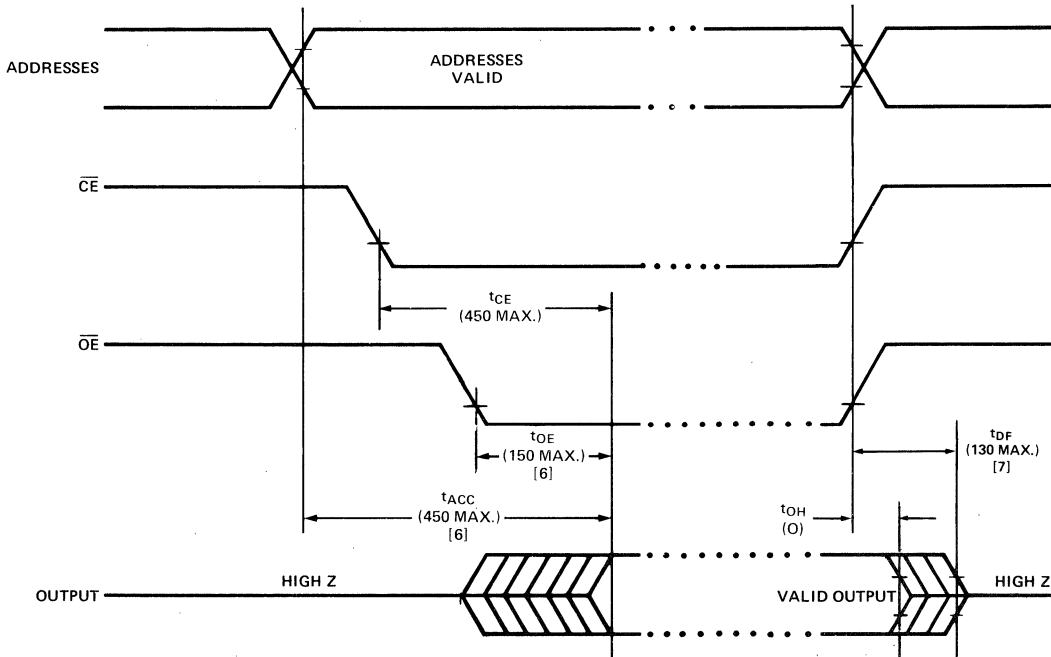 ADDRESSES
ADDRESSES
VALID
CE
tCE
(450 MAX.)
OE
tOE
(150 MAX.)
[6]
tDF
(130 MAX.)
[7]
tACC
(450 MAX.)
[6]
tOH
(O)
OUTPUT
HIGH Z
VALID OUTPUT
HIGH Z